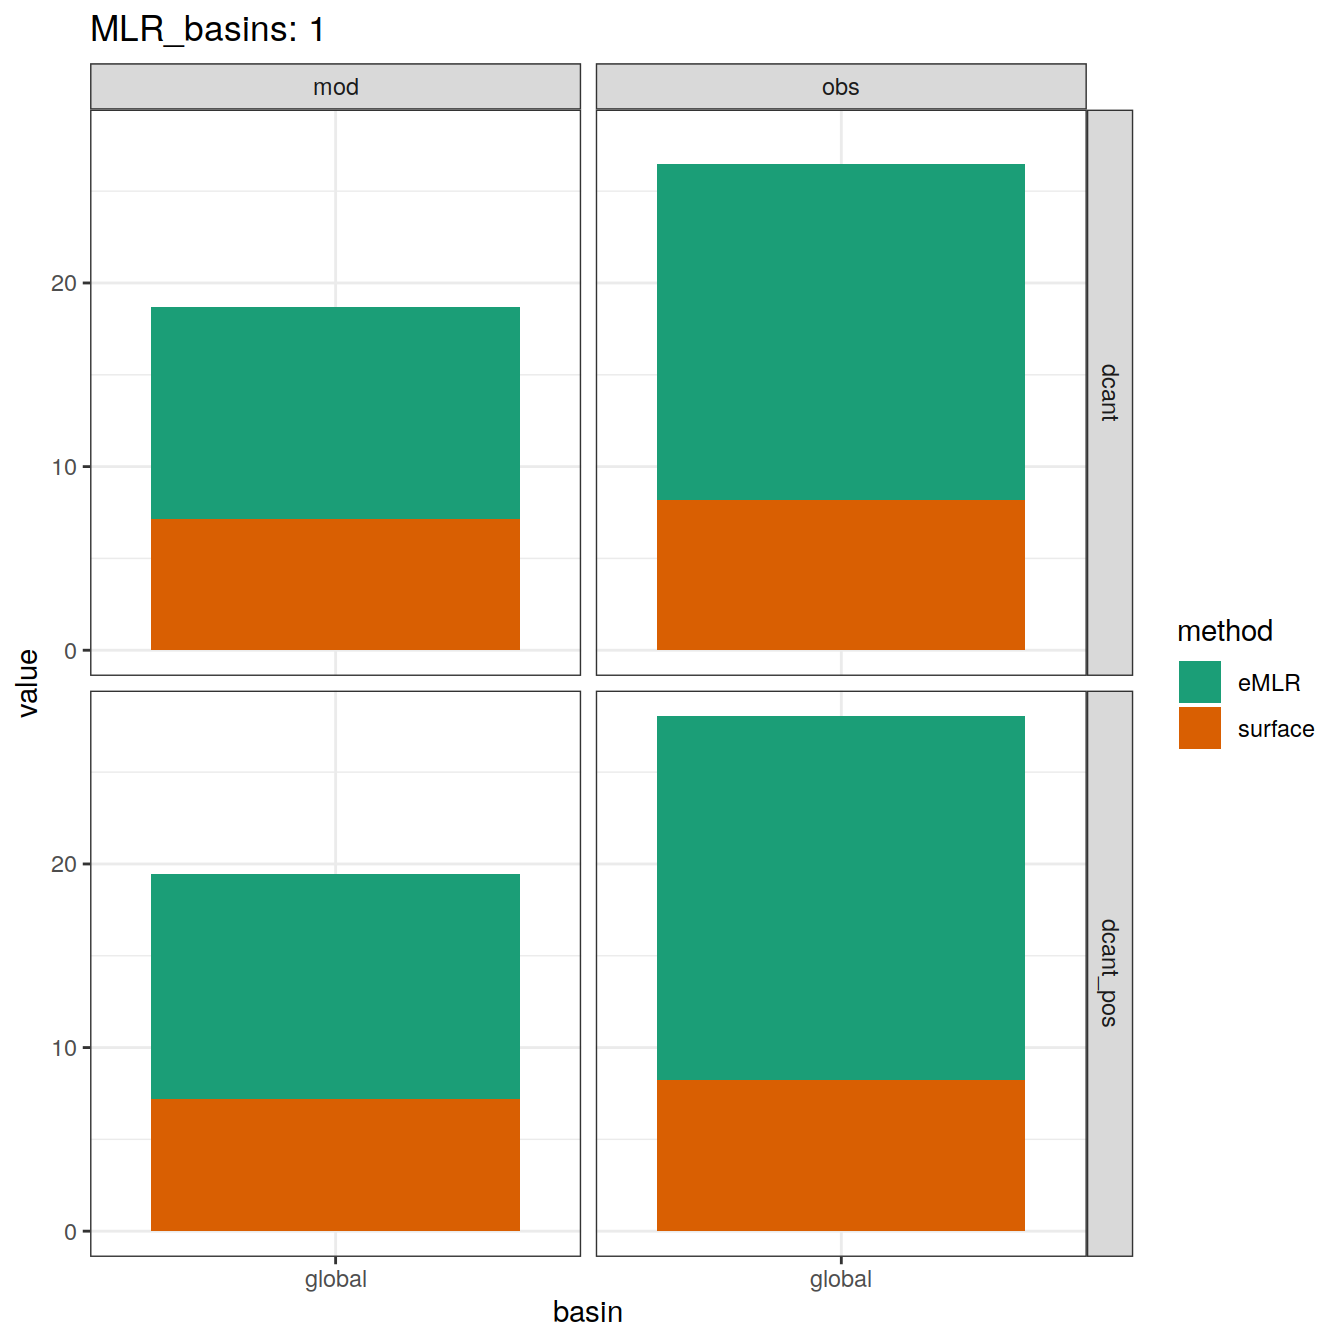 MLR_basins: 1
mod
obs
20
10
0
dcant
20
10
0
dcant_pos
value
global
global
basin
method
eMLR
surface